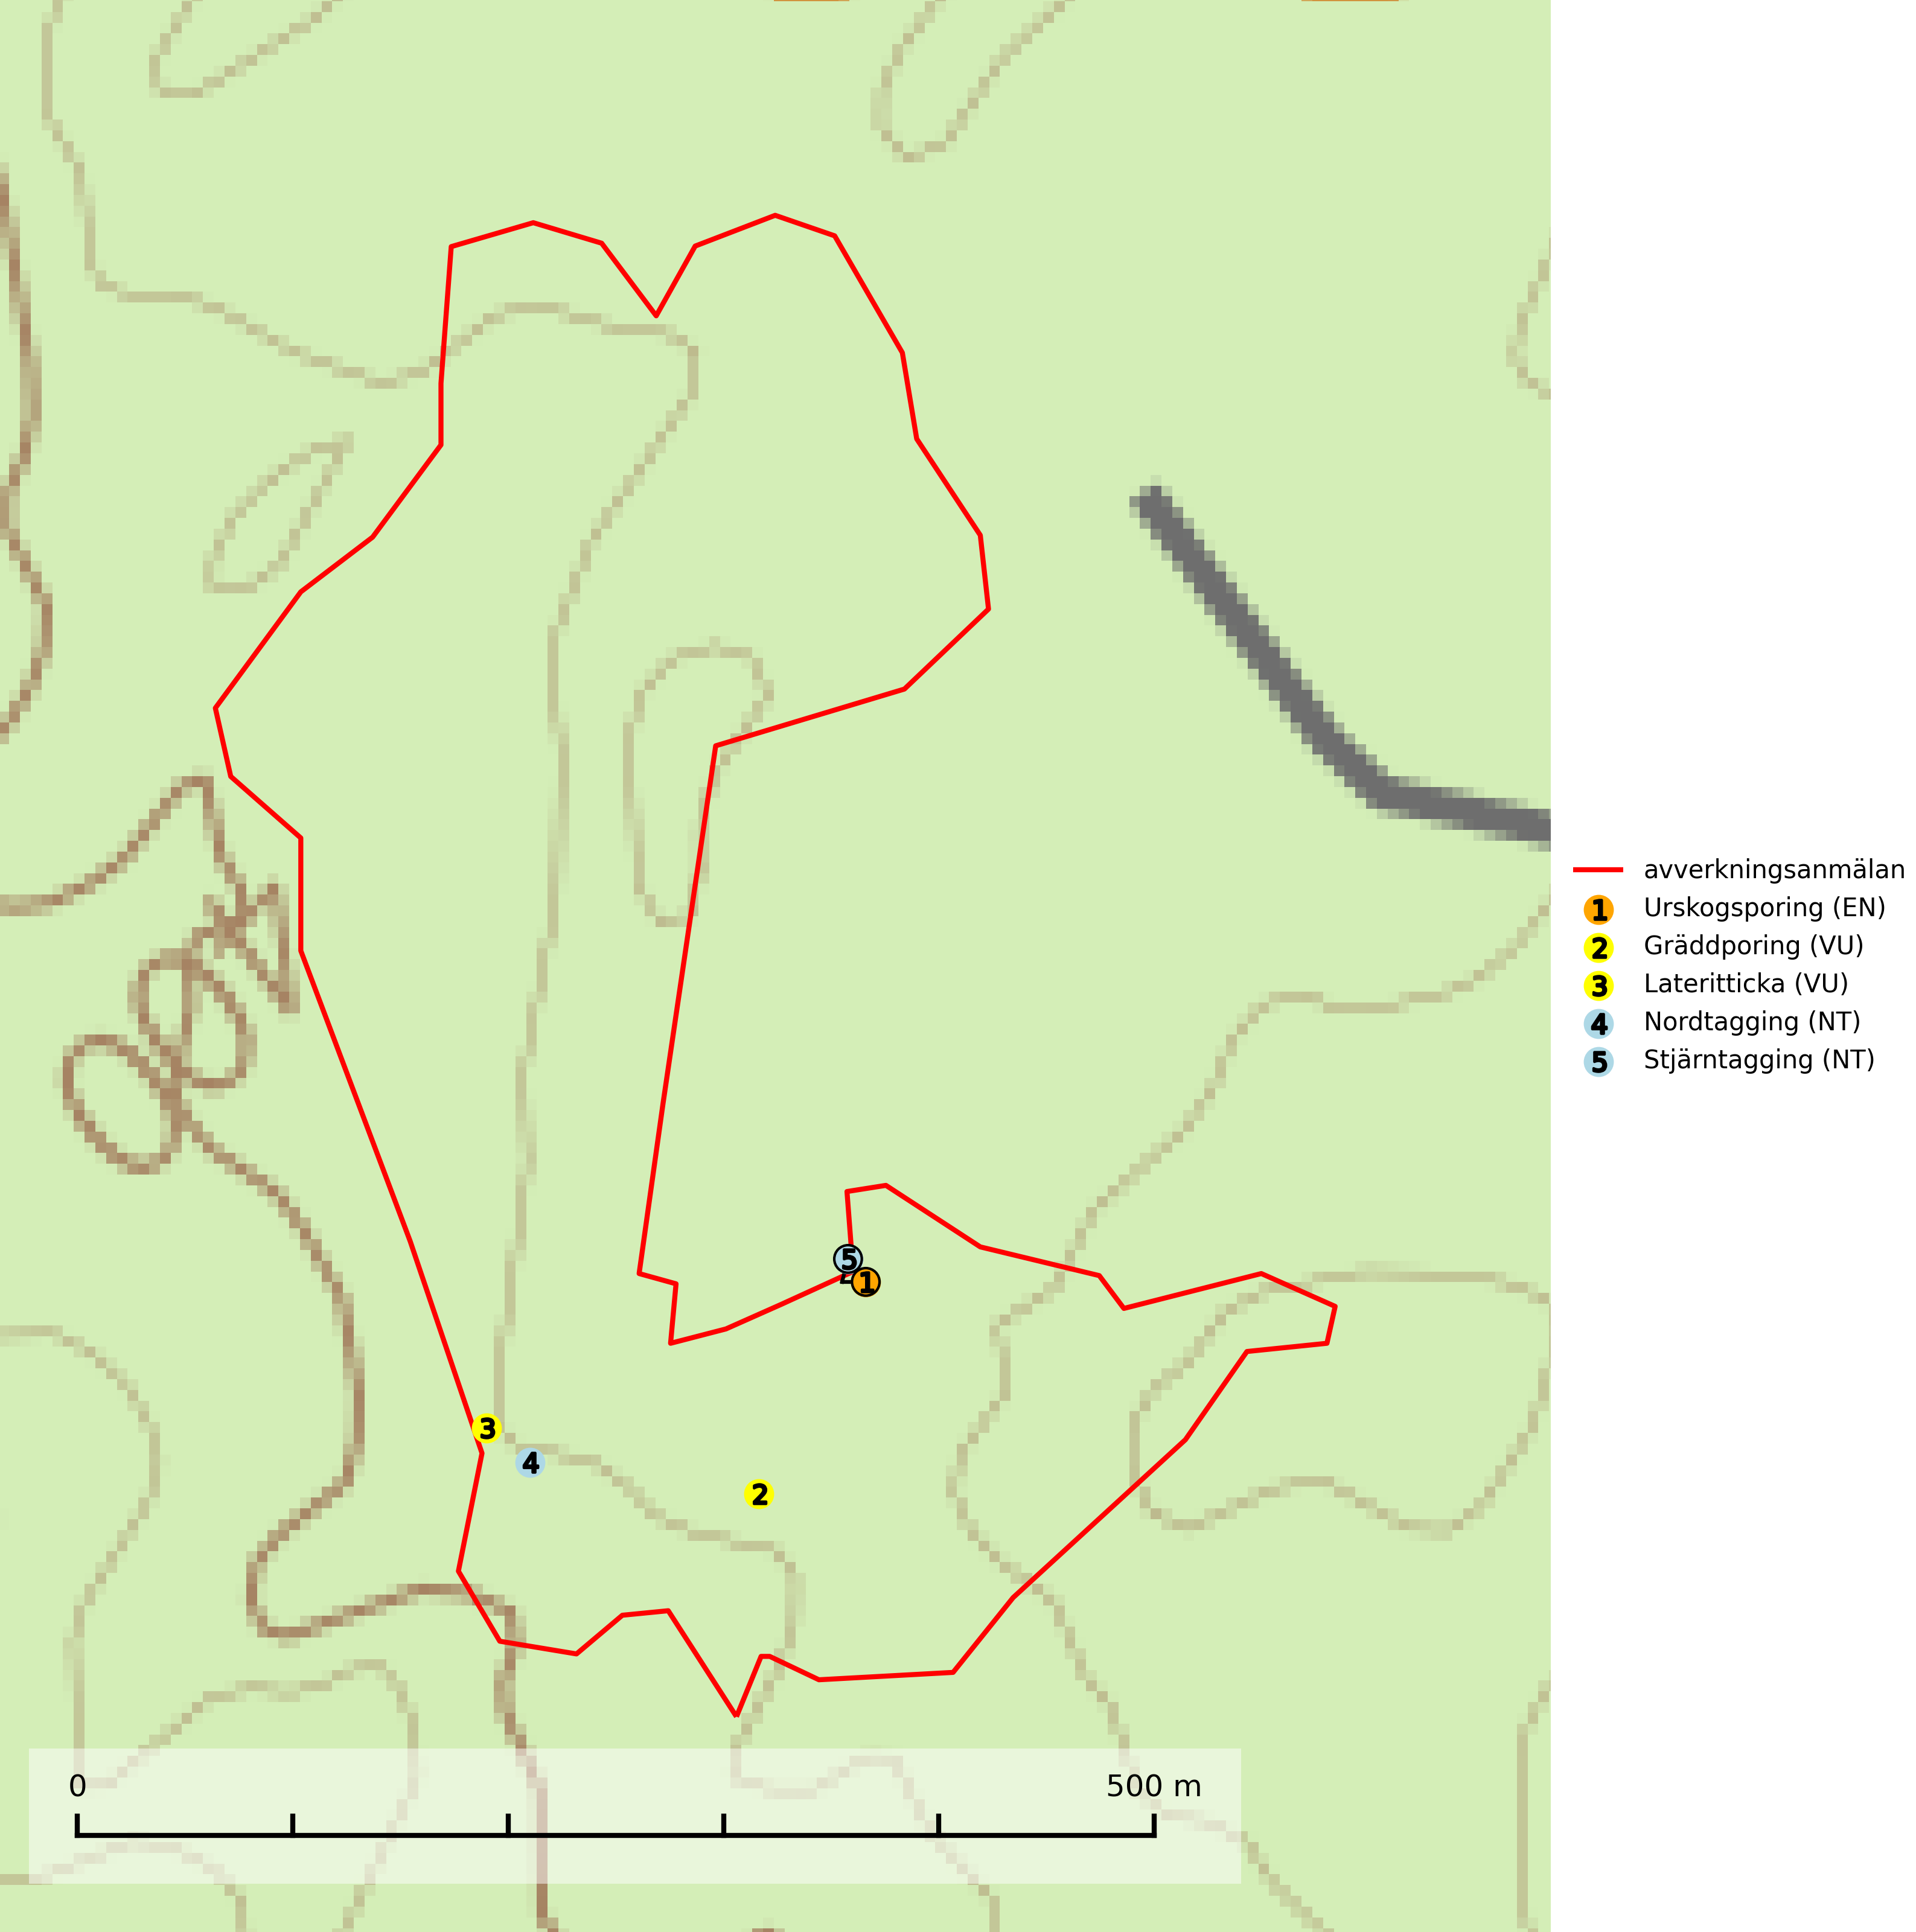 5
1
3
4
2
0
500 m
avverkningsanmälan
1 Urskogsporing (EN)
2 Gräddporing (VU)
3 Lateritticka (VU)
4 Nordtagging (NT)
5 Stjärntagging (NT)